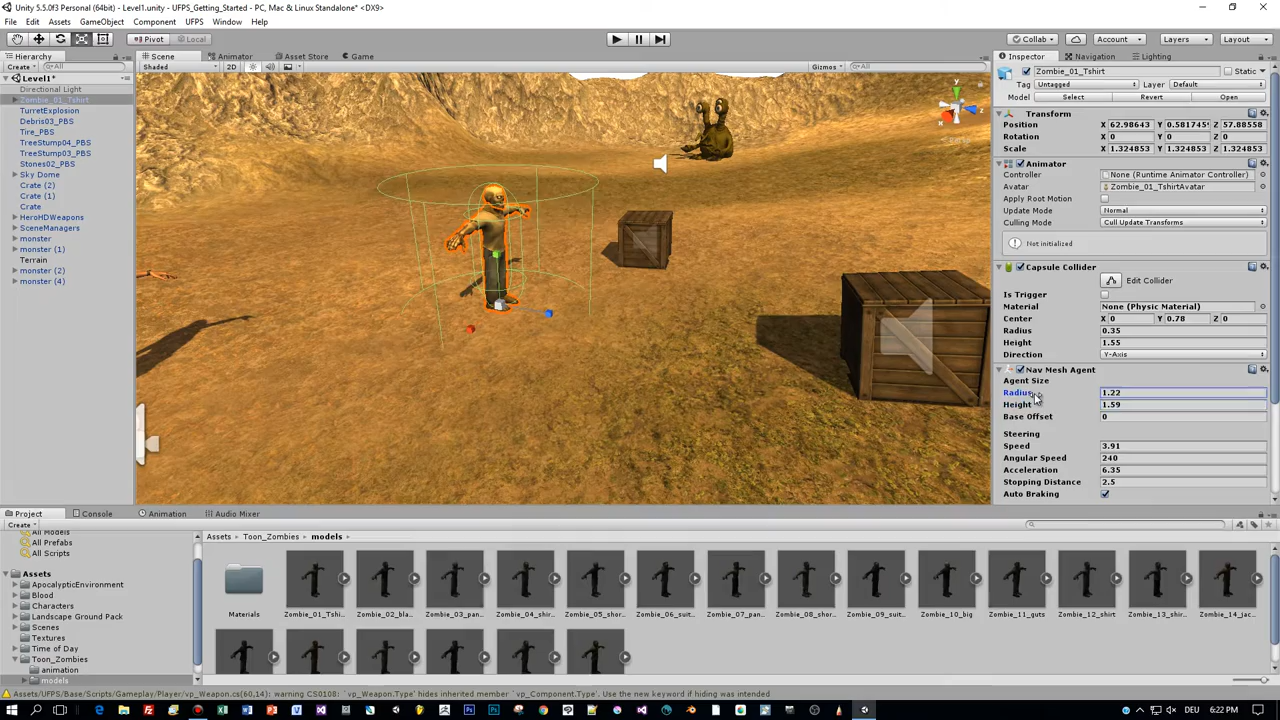 Unity 5.5.0f3 Personal (64bit) - Level1.unity - UFPS_Getting_Started - PC, Mac & Linux Standalone* <DX9>
File Edit Assets GameObject Component UFPS Window Help
Pivot Local Collab Account Layers Layout
Hierarchy Scene Animator Asset Store Game Inspector Navigation Lighting
Create All Shaded 2D Gizmos All Zombie_01_Tshirt Static
Level1*
Directional Light
Zombie_01_Tshirt
TurretExplosion
Debris03_PBS
Tire_PBS
TreeStump04_PBS
TreeStump03_PBS
Stones02_PBS
Sky Dome
Crate (2)
Crate (1)
Crate
HeroHDWeapons
SceneManagers
monster
monster (1)
Terrain
monster (2)
monster (4)
y
z
x
Persp
Tag Untagged Layer Default
Model Select Revert Open
Transform
Position X 62.98643 Y 0.581745 Z 57.88558
Rotation X 0 Y 0 Z 0
Scale X 1.324853 Y 1.324853 Z 1.324853
Animator
Controller None (Runtime Animator Controller)
Avatar Zombie_01_TshirtAvatar
Apply Root Motion
Update Mode Normal
Culling Mode Cull Update Transforms
Not initialized
Capsule Collider
Edit Collider
Is Trigger
Material None (Physic Material)
Center X 0 Y 0.78 Z 0
Radius 0.35
Height 1.55
Direction Y-Axis
Nav Mesh Agent
Agent Size
Radius 1.22
Height 1.59
Base Offset 0
Steering
Speed 3.91
Angular Speed 240
Acceleration 6.35
Stopping Distance 2.5
Auto Braking
Project Console Animation Audio Mixer
Create
All Models
All Prefabs
All Scripts
Assets
ApocalypticEnvironment
Blood
Characters
Landscape Ground Pack
Scenes
Textures
Time of Day
Toon_Zombies
animation
models
Assets Toon_Zombies models
Materials Zombie_01_Tshi.. Zombie_02_bla.. Zombie_03_pan.. Zombie_04_shir.. Zombie_05_shor.. Zombie_06_suit.. Zombie_07_pan.. Zombie_08_shor.. Zombie_09_suit.. Zombie_10_big Zombie_11_guts Zombie_12_shirt Zombie_13_shir.. Zombie_14_jac..
Assets/UFPS/Base/Scripts/Gameplay/Player/vp_Weapon.cs(60,14): warning CS0108: `vp_Weapon.Type' hides inherited member `vp_Component.Type'. Use the new keyword if hiding was intended
DEU 6:22 PM